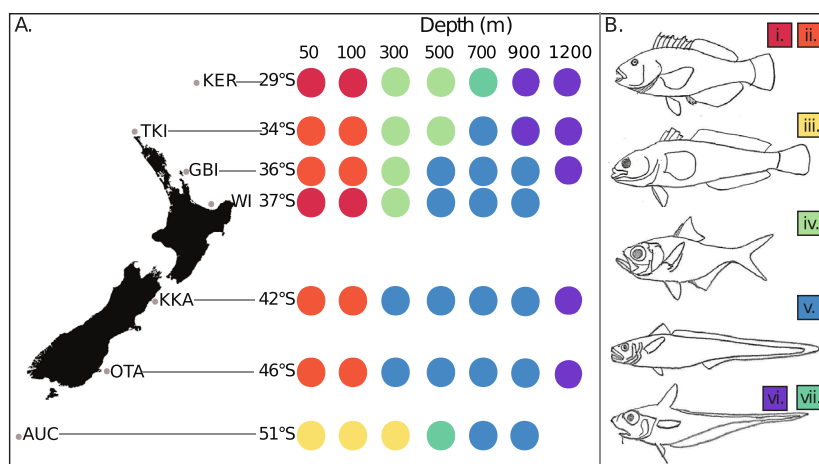 A.
Depth (m)
50 100 300 500 700 900 1200
KER 29°S
TKI 34°S
GBI 36°S
WI 37°S
KKA 42°S
OTA 46°S
AUC 51°S
B.
i. ii.
iii.
iv.
v.
vi. vii.